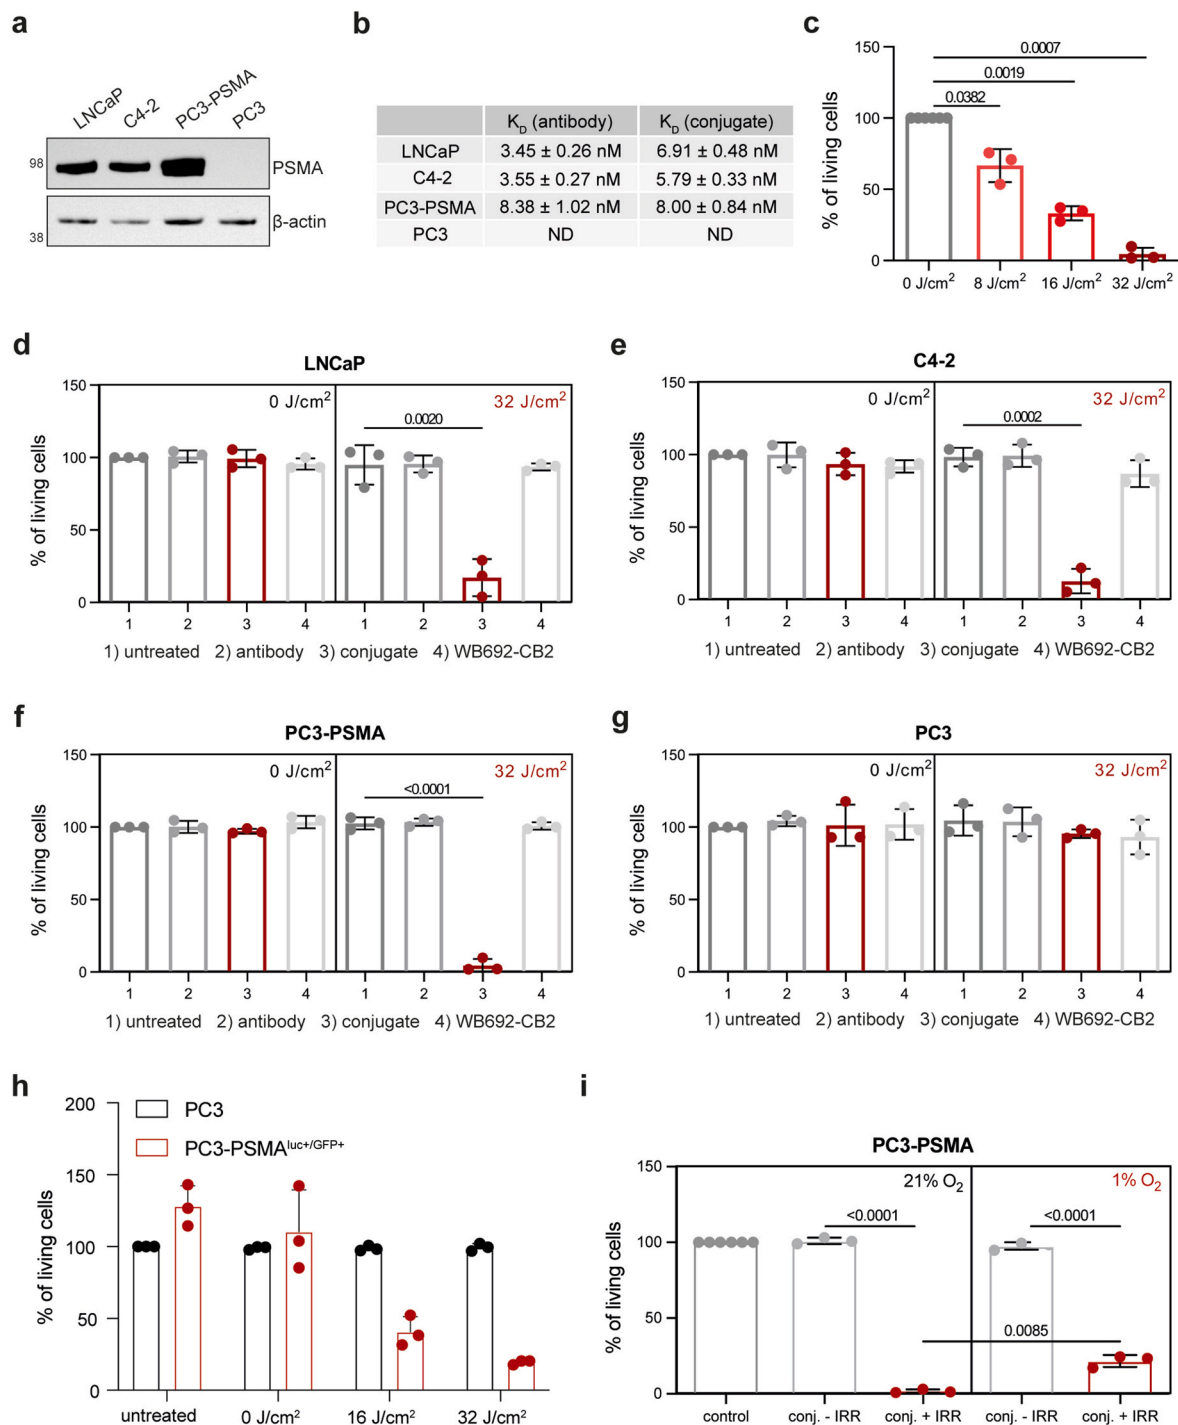 a
LNCaP
C4-2
PC3-PSMA
PC3
98
PSMA
β-actin
38
b
K_D (antibody) K_D (conjugate)
LNCaP 3.45 ± 0.26 nM 6.91 ± 0.48 nM
C4-2 3.55 ± 0.27 nM 5.79 ± 0.33 nM
PC3-PSMA 8.38 ± 1.02 nM 8.00 ± 0.84 nM
PC3 ND ND
c
0.0007
0.0019
0.0382
% of living cells
150
100
50
0
0 J/cm² 8 J/cm² 16 J/cm² 32 J/cm²
d
LNCaP
0 J/cm² 32 J/cm²
0.0020
% of living cells
150
100
50
0
1 2 3 4 1 2 3 4
1) untreated 2) antibody 3) conjugate 4) WB692-CB2
e
C4-2
0 J/cm² 32 J/cm²
0.0002
% of living cells
150
100
50
0
1 2 3 4 1 2 3 4
1) untreated 2) antibody 3) conjugate 4) WB692-CB2
f
PC3-PSMA
0 J/cm² 32 J/cm²
<0.0001
% of living cells
150
100
50
0
1 2 3 4 1 2 3 4
1) untreated 2) antibody 3) conjugate 4) WB692-CB2
g
PC3
0 J/cm² 32 J/cm²
% of living cells
150
100
50
0
1 2 3 4 1 2 3 4
1) untreated 2) antibody 3) conjugate 4) WB692-CB2
h
PC3
PC3-PSMA^luc+/GFP+
% of living cells
200
150
100
50
0
untreated 0 J/cm² 16 J/cm² 32 J/cm²
i
PC3-PSMA
21% O₂ 1% O₂
<0.0001 <0.0001
0.0085
% of living cells
150
100
50
0
control conj. - IRR conj. + IRR conj. - IRR conj. + IRR